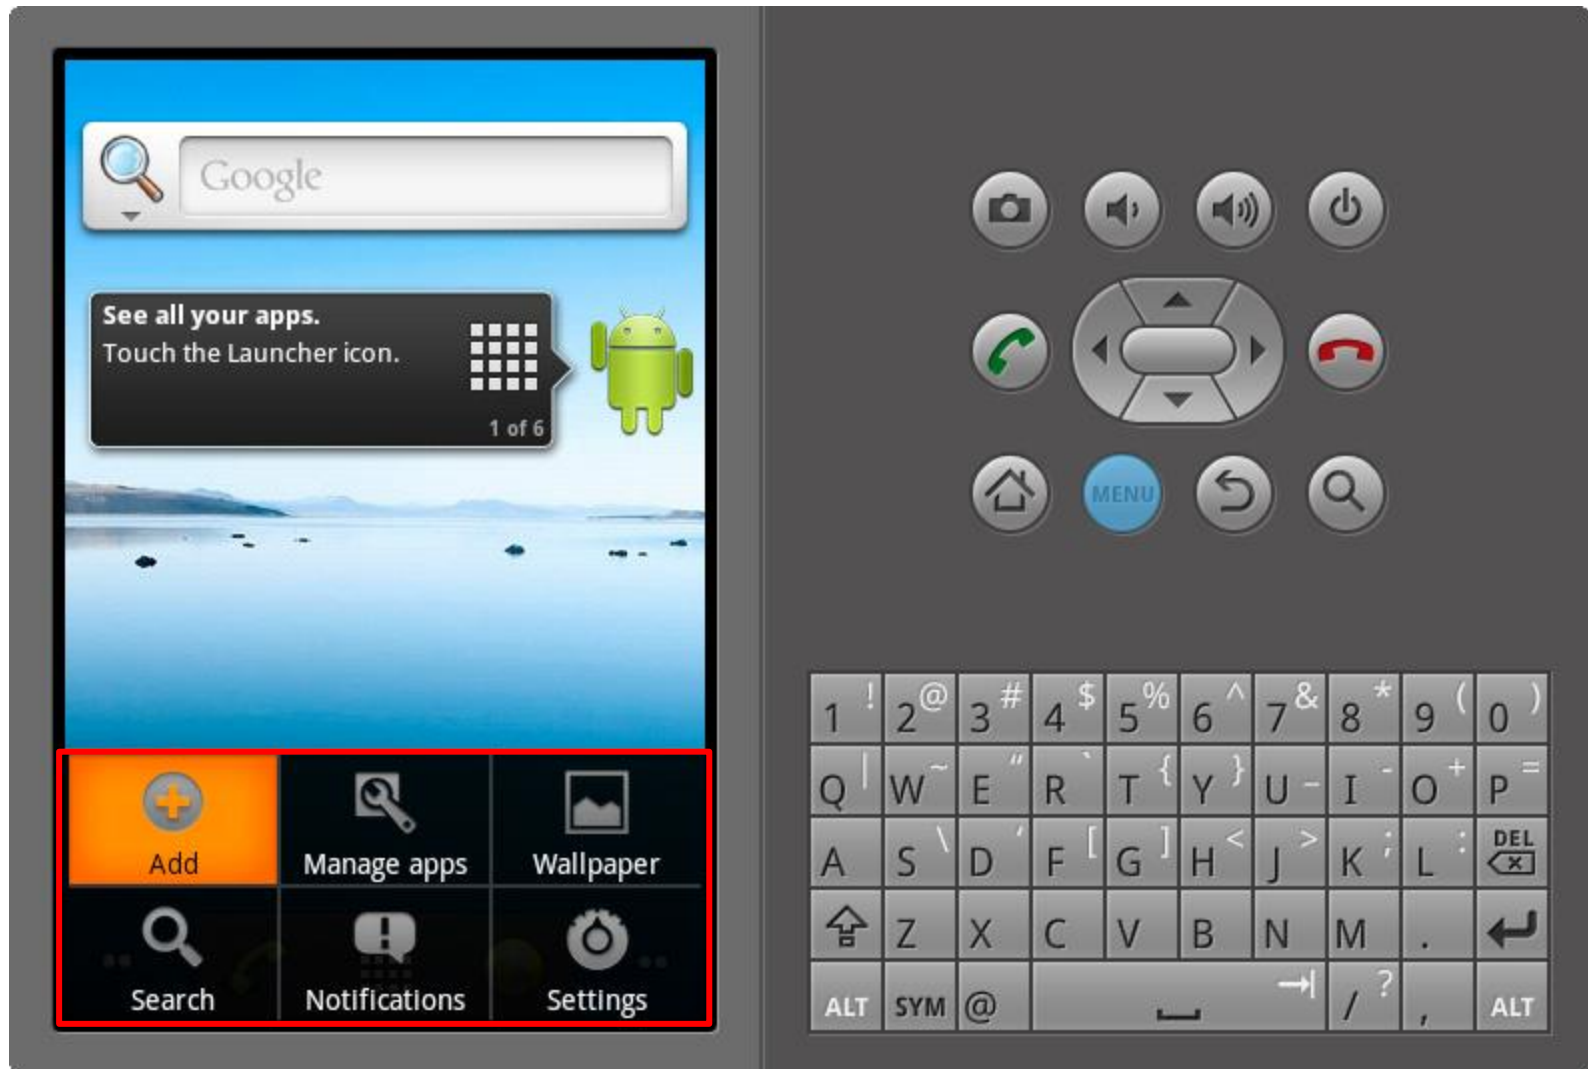 Google
See all your apps.
Touch the Launcher icon.
1 of 6
Add
Manage apps
Wallpaper
Search
Notifications
Settings
MENU
1 ! 2 @ 3 # 4 $ 5 % 6 ^ 7 & 8 * 9 ( 0 )
Q | W ~ E " R ` T { Y } U _ I - O + P =
A S \ D ' F [ G ] H < J > K ; L : DEL
Z X C V B N M .
ALT SYM @ / ? , ALT